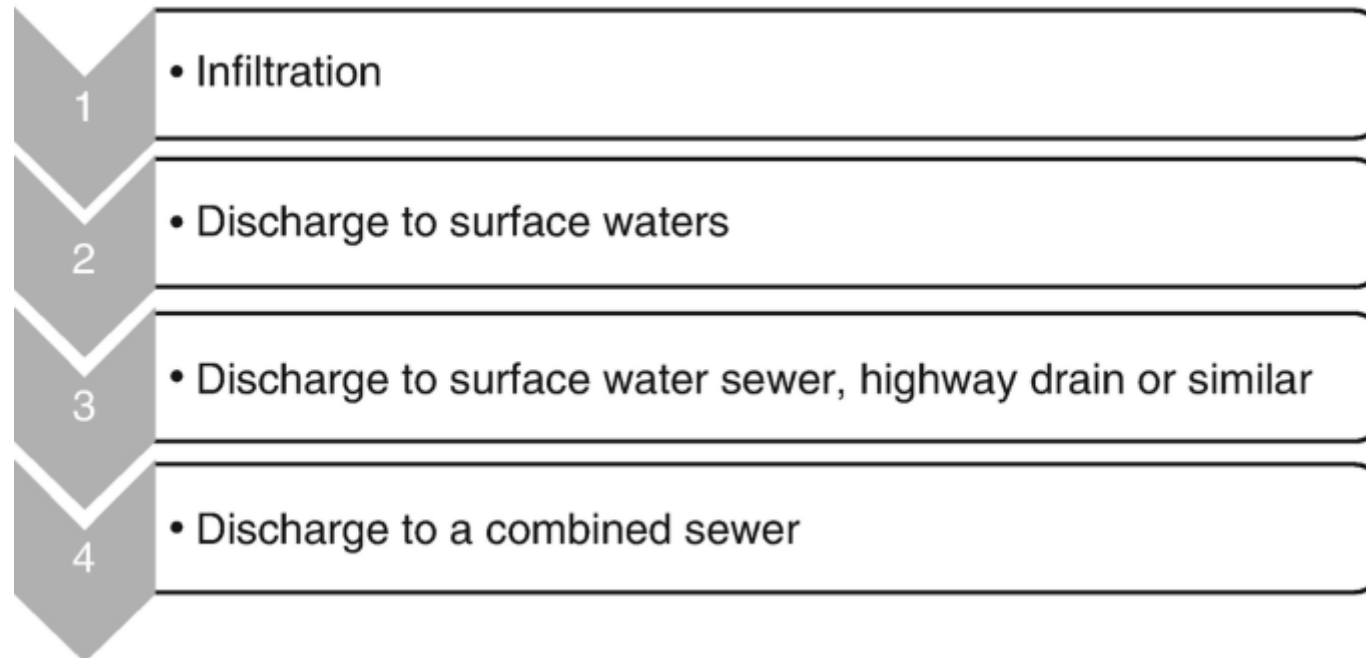 1
• Infiltration
2
• Discharge to surface waters
3
• Discharge to surface water sewer, highway drain or similar
4
• Discharge to a combined sewer